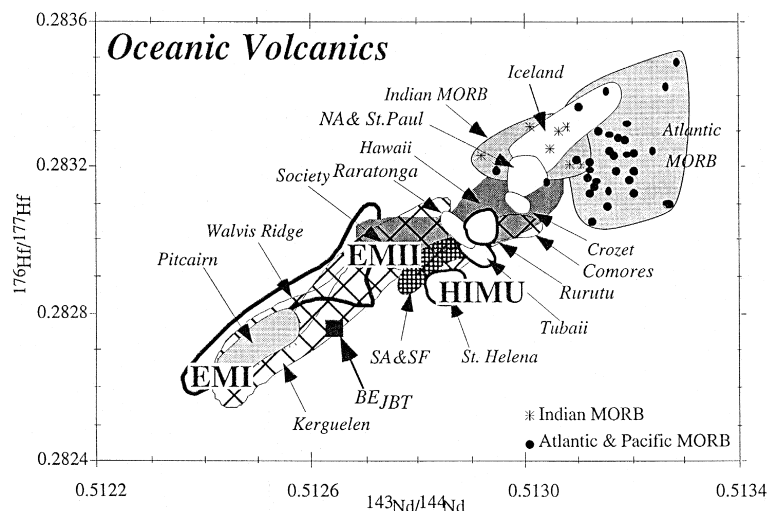 0.2836
Oceanic Volcanics
Iceland
Indian MORB
NA & St.Paul
Atlantic
MORB
Hawaii
0.2832
Society
Raratonga
176Hf/177Hf
Walvis Ridge
EMII
Pitcairn
Crozet
Comores
HIMU
Rurutu
0.2828
Tubaii
SA&SF
St. Helena
EMI
BEJBT
Kerguelen
Indian MORB
Atlantic & Pacific MORB
0.2824
0.5122
0.5126
0.5130
0.5134
143Nd/144Nd